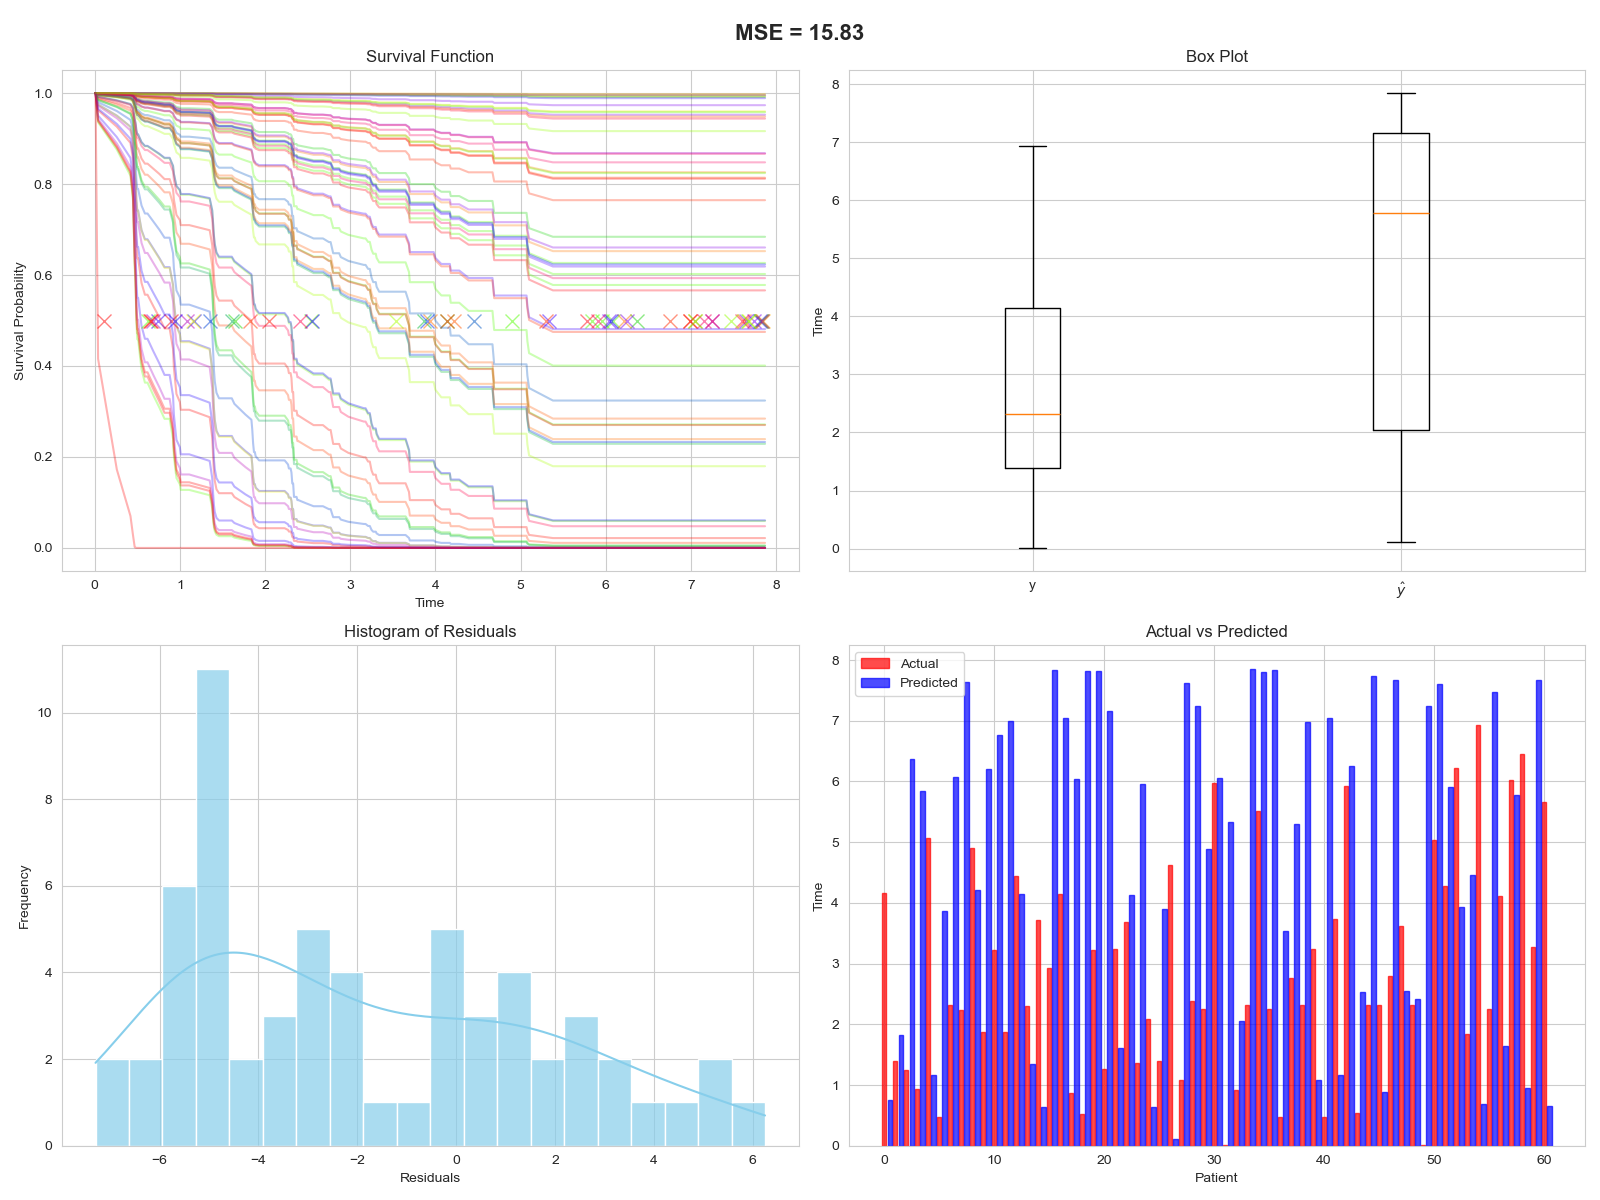 MSE = 15.83
Survival Function
Survival Probability
1.0
0.8
0.6
0.4
0.2
0.0
0 1 2 3 4 5 6 7 8
Time
Box Plot
Time
8
7
6
5
4
3
2
1
0
y ŷ
Histogram of Residuals
Frequency
10
8
6
4
2
0
−6 −4 −2 0 2 4 6
Residuals
Actual vs Predicted
Actual
Predicted
Time
8
7
6
5
4
3
2
1
0
0 10 20 30 40 50 60
Patient